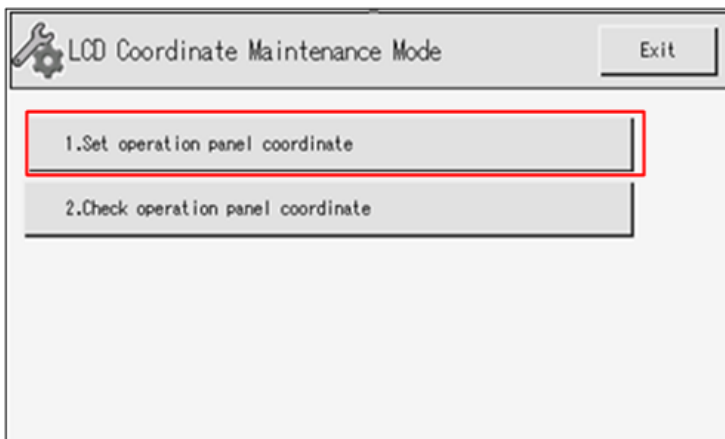 LCD Coordinate Maintenance Mode
Exit
1.Set operation panel coordinate
2.Check operation panel coordinate